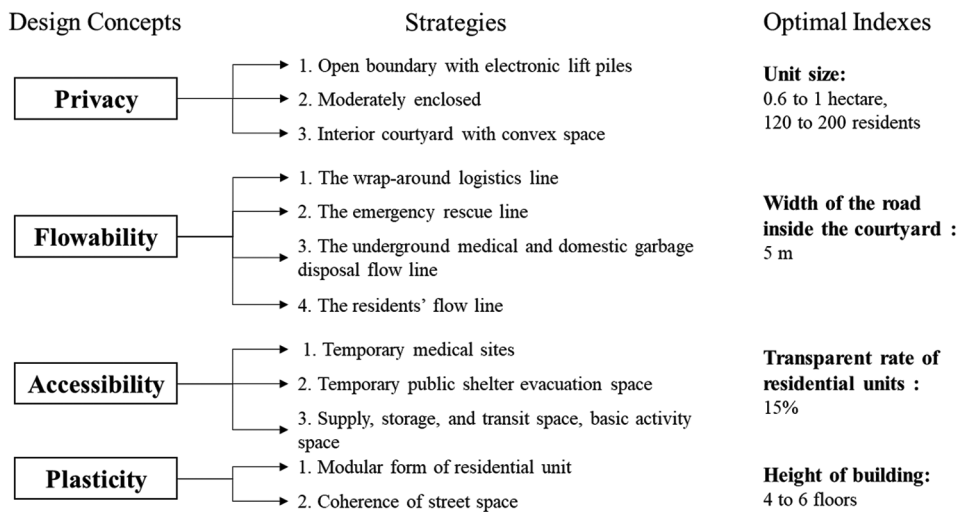 Design Concepts
Strategies
Optimal Indexes
Privacy
1. Open boundary with electronic lift piles
2. Moderately enclosed
3. Interior courtyard with convex space
Unit size:
0.6 to 1 hectare,
120 to 200 residents
Flowability
1. The wrap-around logistics line
2. The emergency rescue line
3. The underground medical and domestic garbage
disposal flow line
4. The residents' flow line
Width of the road
inside the courtyard :
5 m
Accessibility
1. Temporary medical sites
2. Temporary public shelter evacuation space
3. Supply, storage, and transit space, basic activity
space
Transparent rate of
residential units :
15%
Plasticity
1. Modular form of residential unit
2. Coherence of street space
Height of building:
4 to 6 floors